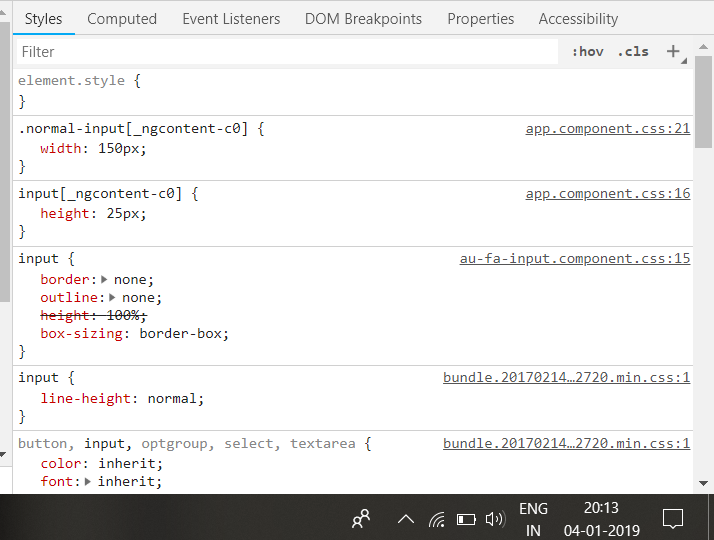 Styles Computed Event Listeners DOM Breakpoints Properties Accessibility
Filter :hov .cls +
element.style {
}
.normal-input[_ngcontent-c0] { app.component.css:21
width: 150px;
}
input[_ngcontent-c0] { app.component.css:16
height: 25px;
}
input { au-fa-input.component.css:15
border: none;
outline: none;
height: 100%;
box-sizing: border-box;
}
input { bundle.20170214…2720.min.css:1
line-height: normal;
}
button, input, optgroup, select, textarea { bundle.20170214…2720.min.css:1
color: inherit;
font: inherit;
ENG 20:13
IN 04-01-2019